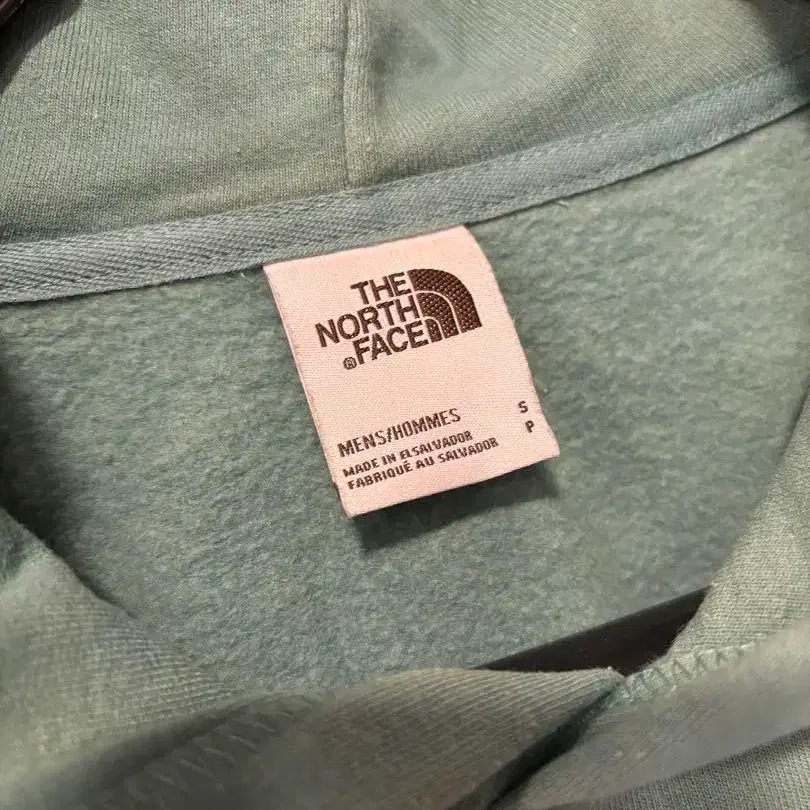 THE
NORTH
FACE®
MENS/HOMMES S
MADE IN ELSALVADOR P
FABRIQUÉ AU SALVADOR